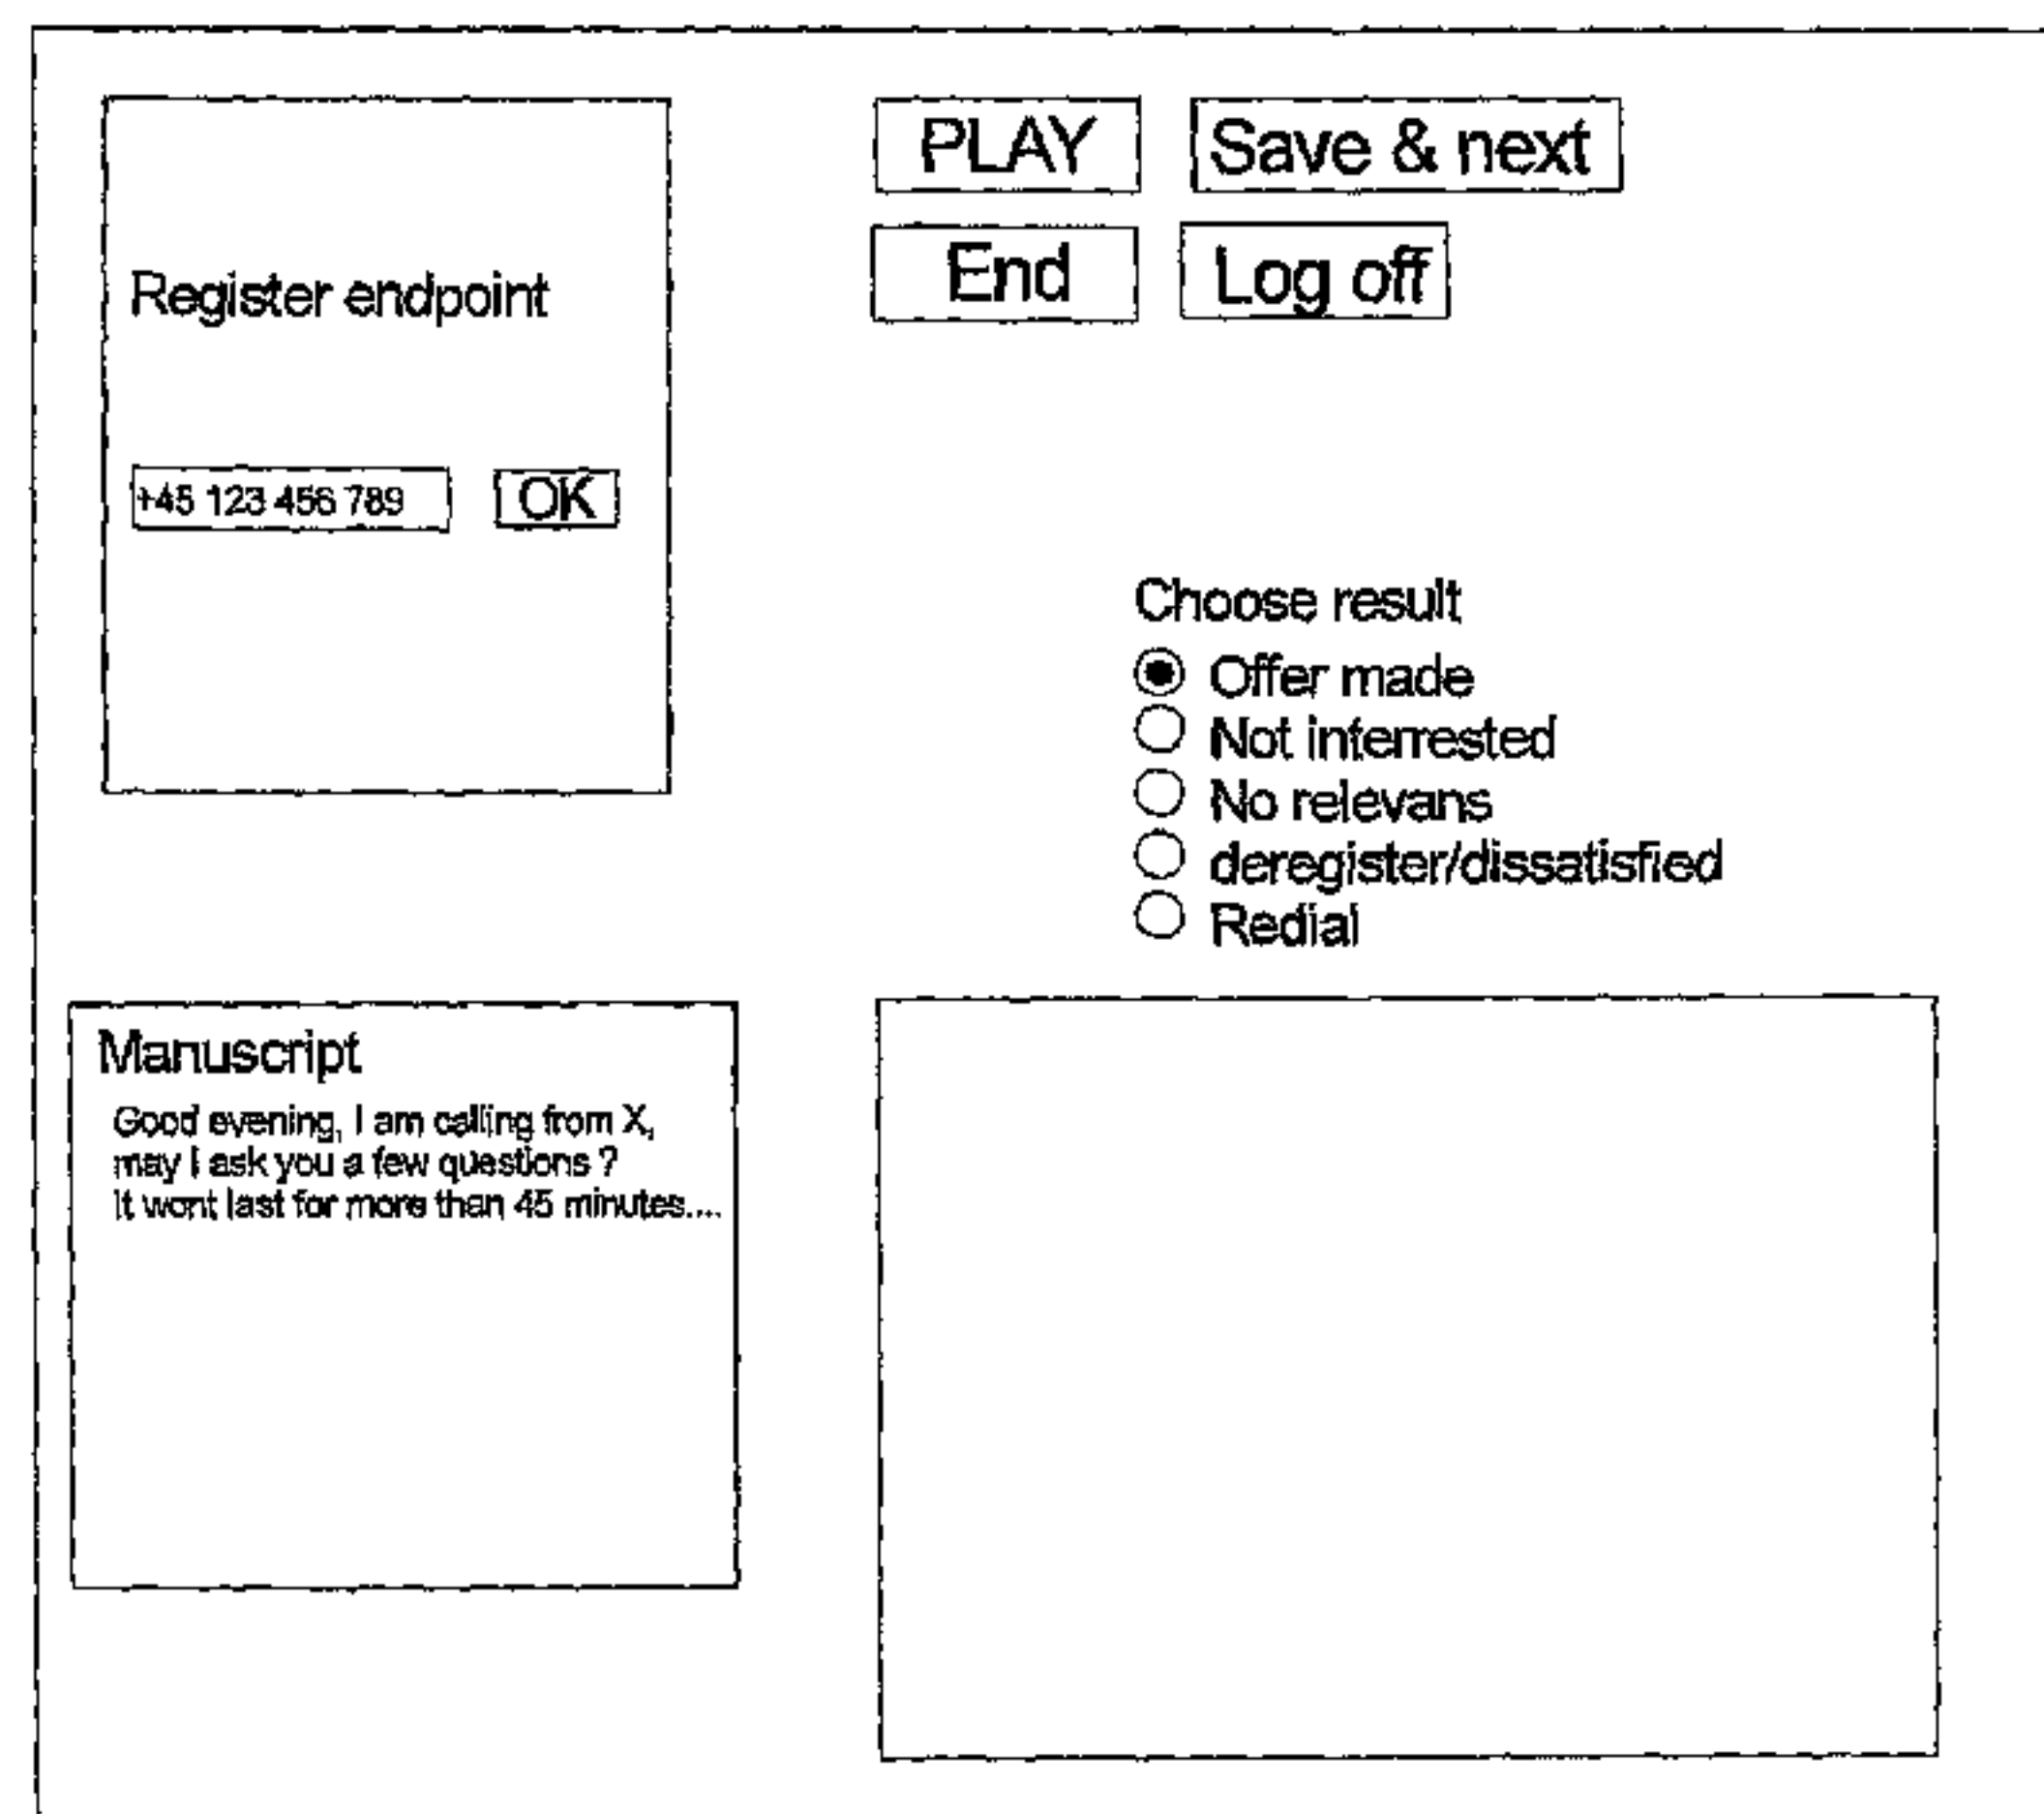 PLAY Save & next
End Log off
Register endpoint
+45 123 456 789 OK
Choose result
Offer made
Not interrested
No relevans
deregister/dissatisfied
Redial
Manuscript
Good evening, I am calling from X,
may I ask you a few questions ?
It wont last for more than 45 minutes....